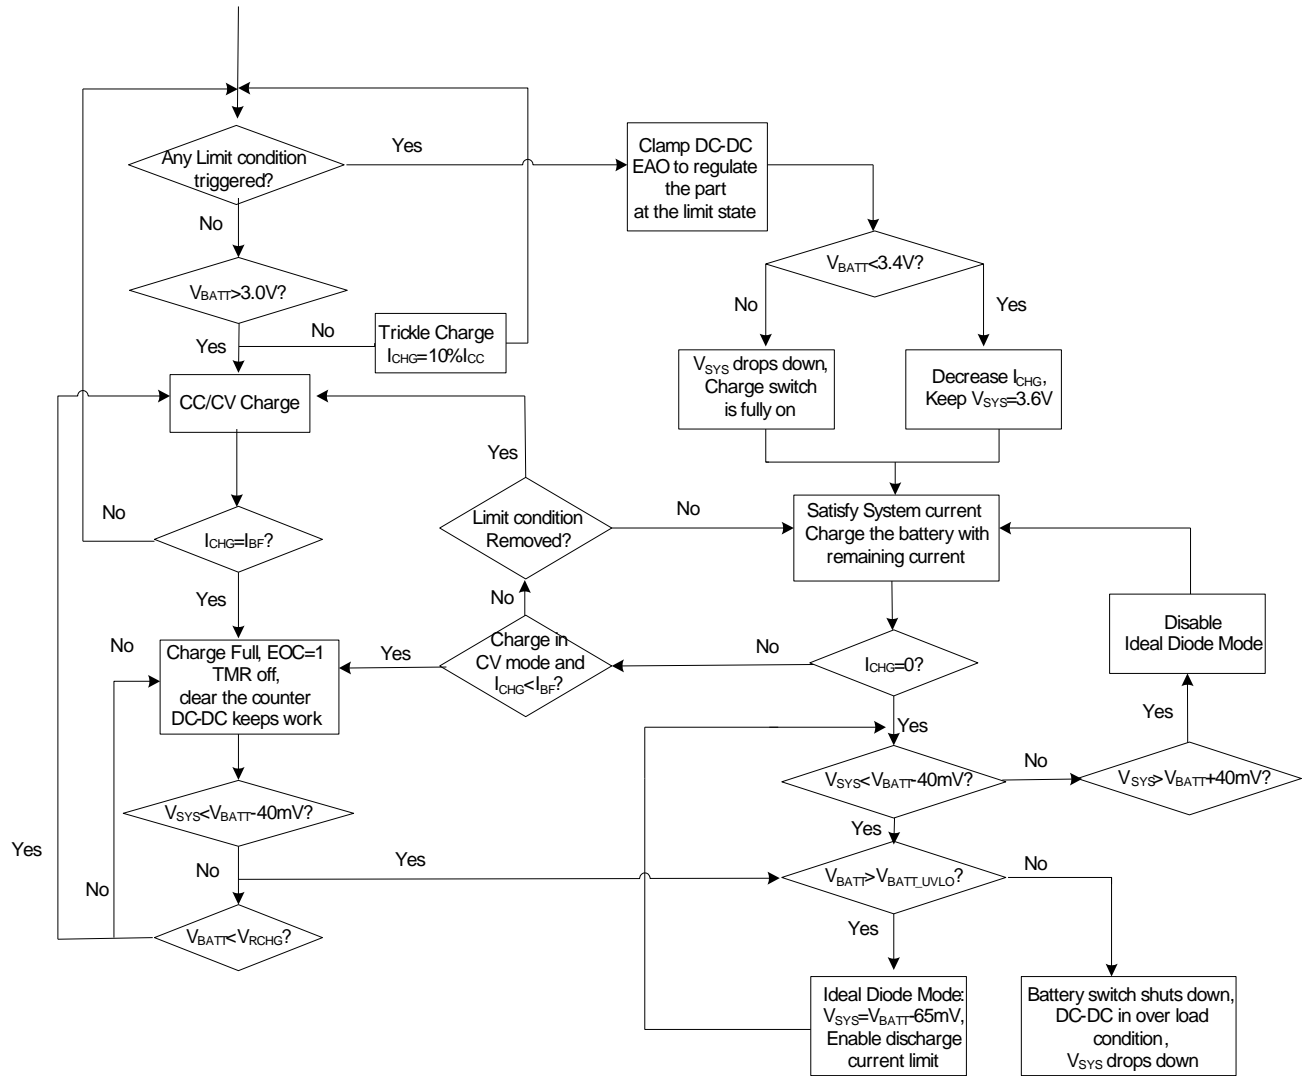 Any Limit condition
triggered?
Yes
Clamp DC-DC
EAO to regulate
the part
at the limit state
No
VBATT<3.4V?
VBATT>3.0V?
No
Yes
No
Trickle Charge
ICHG=10%ICC
Yes
VSYS drops down,
Charge switch
is fully on
Decrease ICHG,
Keep VSYS=3.6V
CC/CV Charge
Yes
No
Limit condition
Removed?
No
Satisfy System current
Charge the battery with
remaining current
ICHG=IBF?
Yes
No
Disable
Ideal Diode Mode
No
Charge Full, EOC=1
TMR off,
clear the counter
DC-DC keeps work
Yes
Charge in
CV mode and
ICHG<IBF?
No
ICHG=0?
Yes
Yes
VSYS<VBATT-40mV?
No
VSYS>VBATT+40mV?
VSYS<VBATT-40mV?
Yes
Yes
No
No
Yes
VBATT>VBATT_UVLO?
No
VBATT<VRCHG?
Yes
Ideal Diode Mode:
VSYS=VBATT-65mV,
Enable discharge
current limit
Battery switch shuts down,
DC-DC in over load
condition,
VSYS drops down